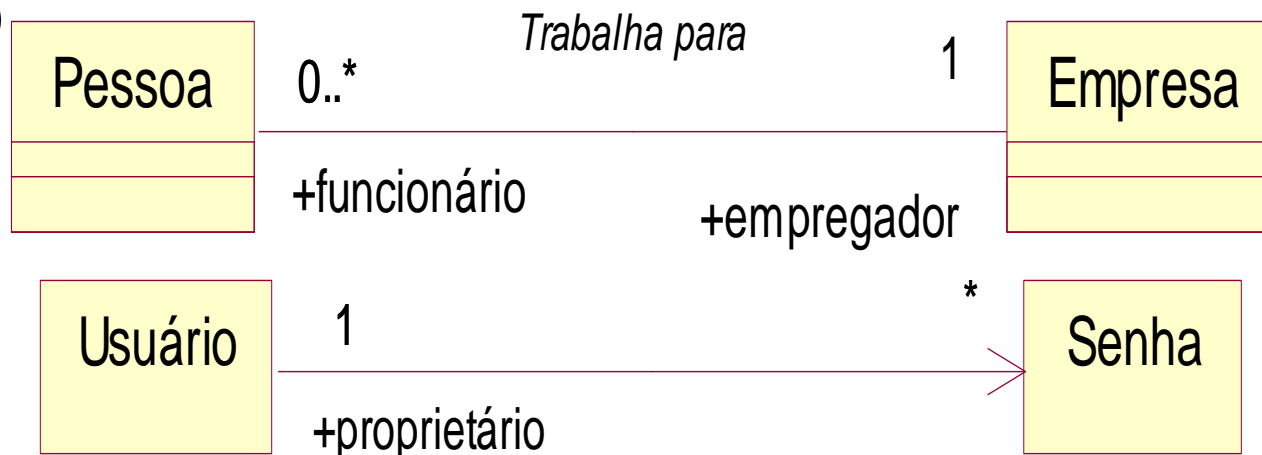 Trabalha para
Pessoa 0..* 1 Empresa
+funcionário
+empregador
*
Usuário 1 Senha
+proprietário